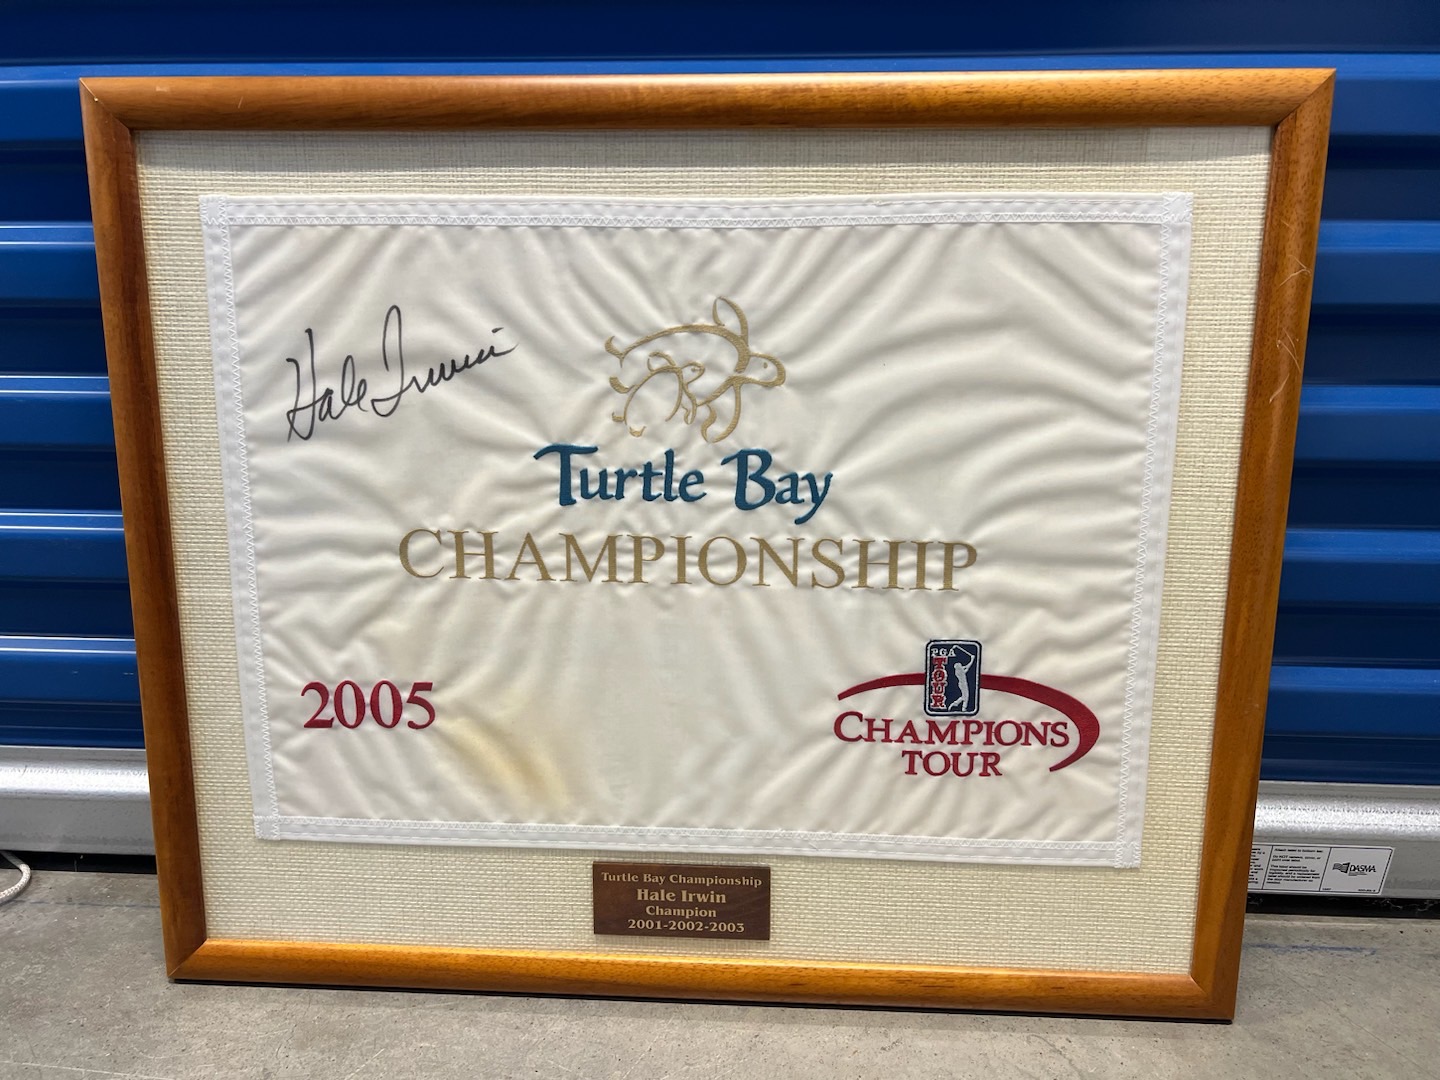 Hale Irwin
Turtle Bay
CHAMPIONSHIP
2005
PGA
TOUR
CHAMPIONS
TOUR
Turtle Bay Championship
Hale Irwin
Champion
2001-2002-2003
DASMA